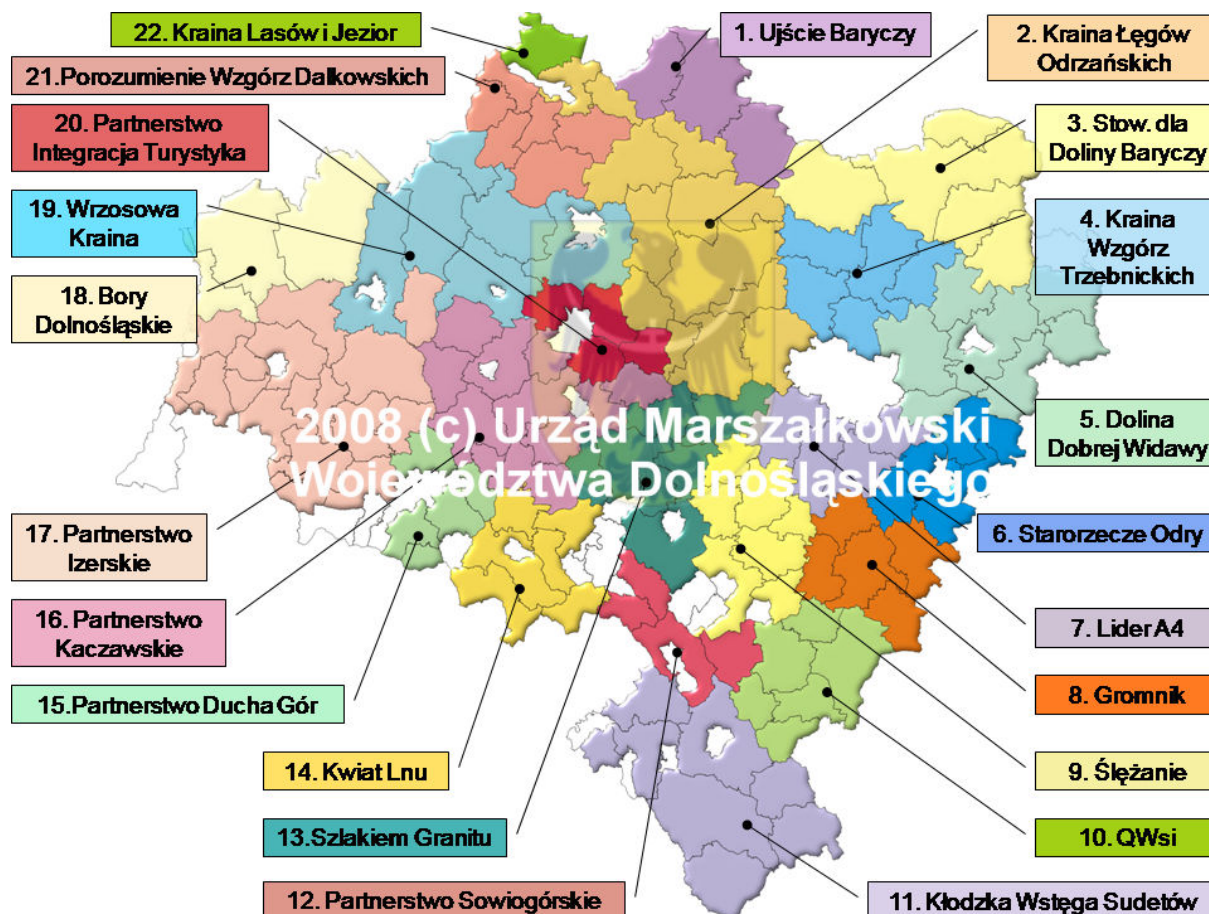 22. Kraina Lasów i Jezior
21.Porozumienie Wzgórz Dalkowskich
20. Partnerstwo
Integracja Turystyka
19. Wrzosowa
Kraina
18. Bory
Dolnośląskie
17. Partnerstwo
Izerskie
16. Partnerstwo
Kaczawskie
15.Partnerstwo Ducha Gór
14. Kwiat Lnu
13.Szlakiem Granitu
12. Partnerstwo Sowiogórskie
1. Ujście Baryczy
2. Kraina Łęgów
Odrzańskich
3. Stow. dla
Doliny Baryczy
4. Kraina
Wzgórz
Trzebnickich
5. Dolina
Dobrej Widawy
6. Starorzecze Odry
7. Lider A4
8. Gromnik
9. Ślężanie
10. QWsi
11. Kłodzka Wstęga Sudetów
2008 (c) Urząd Marszałkowski
Województwa Dolnośląskiego